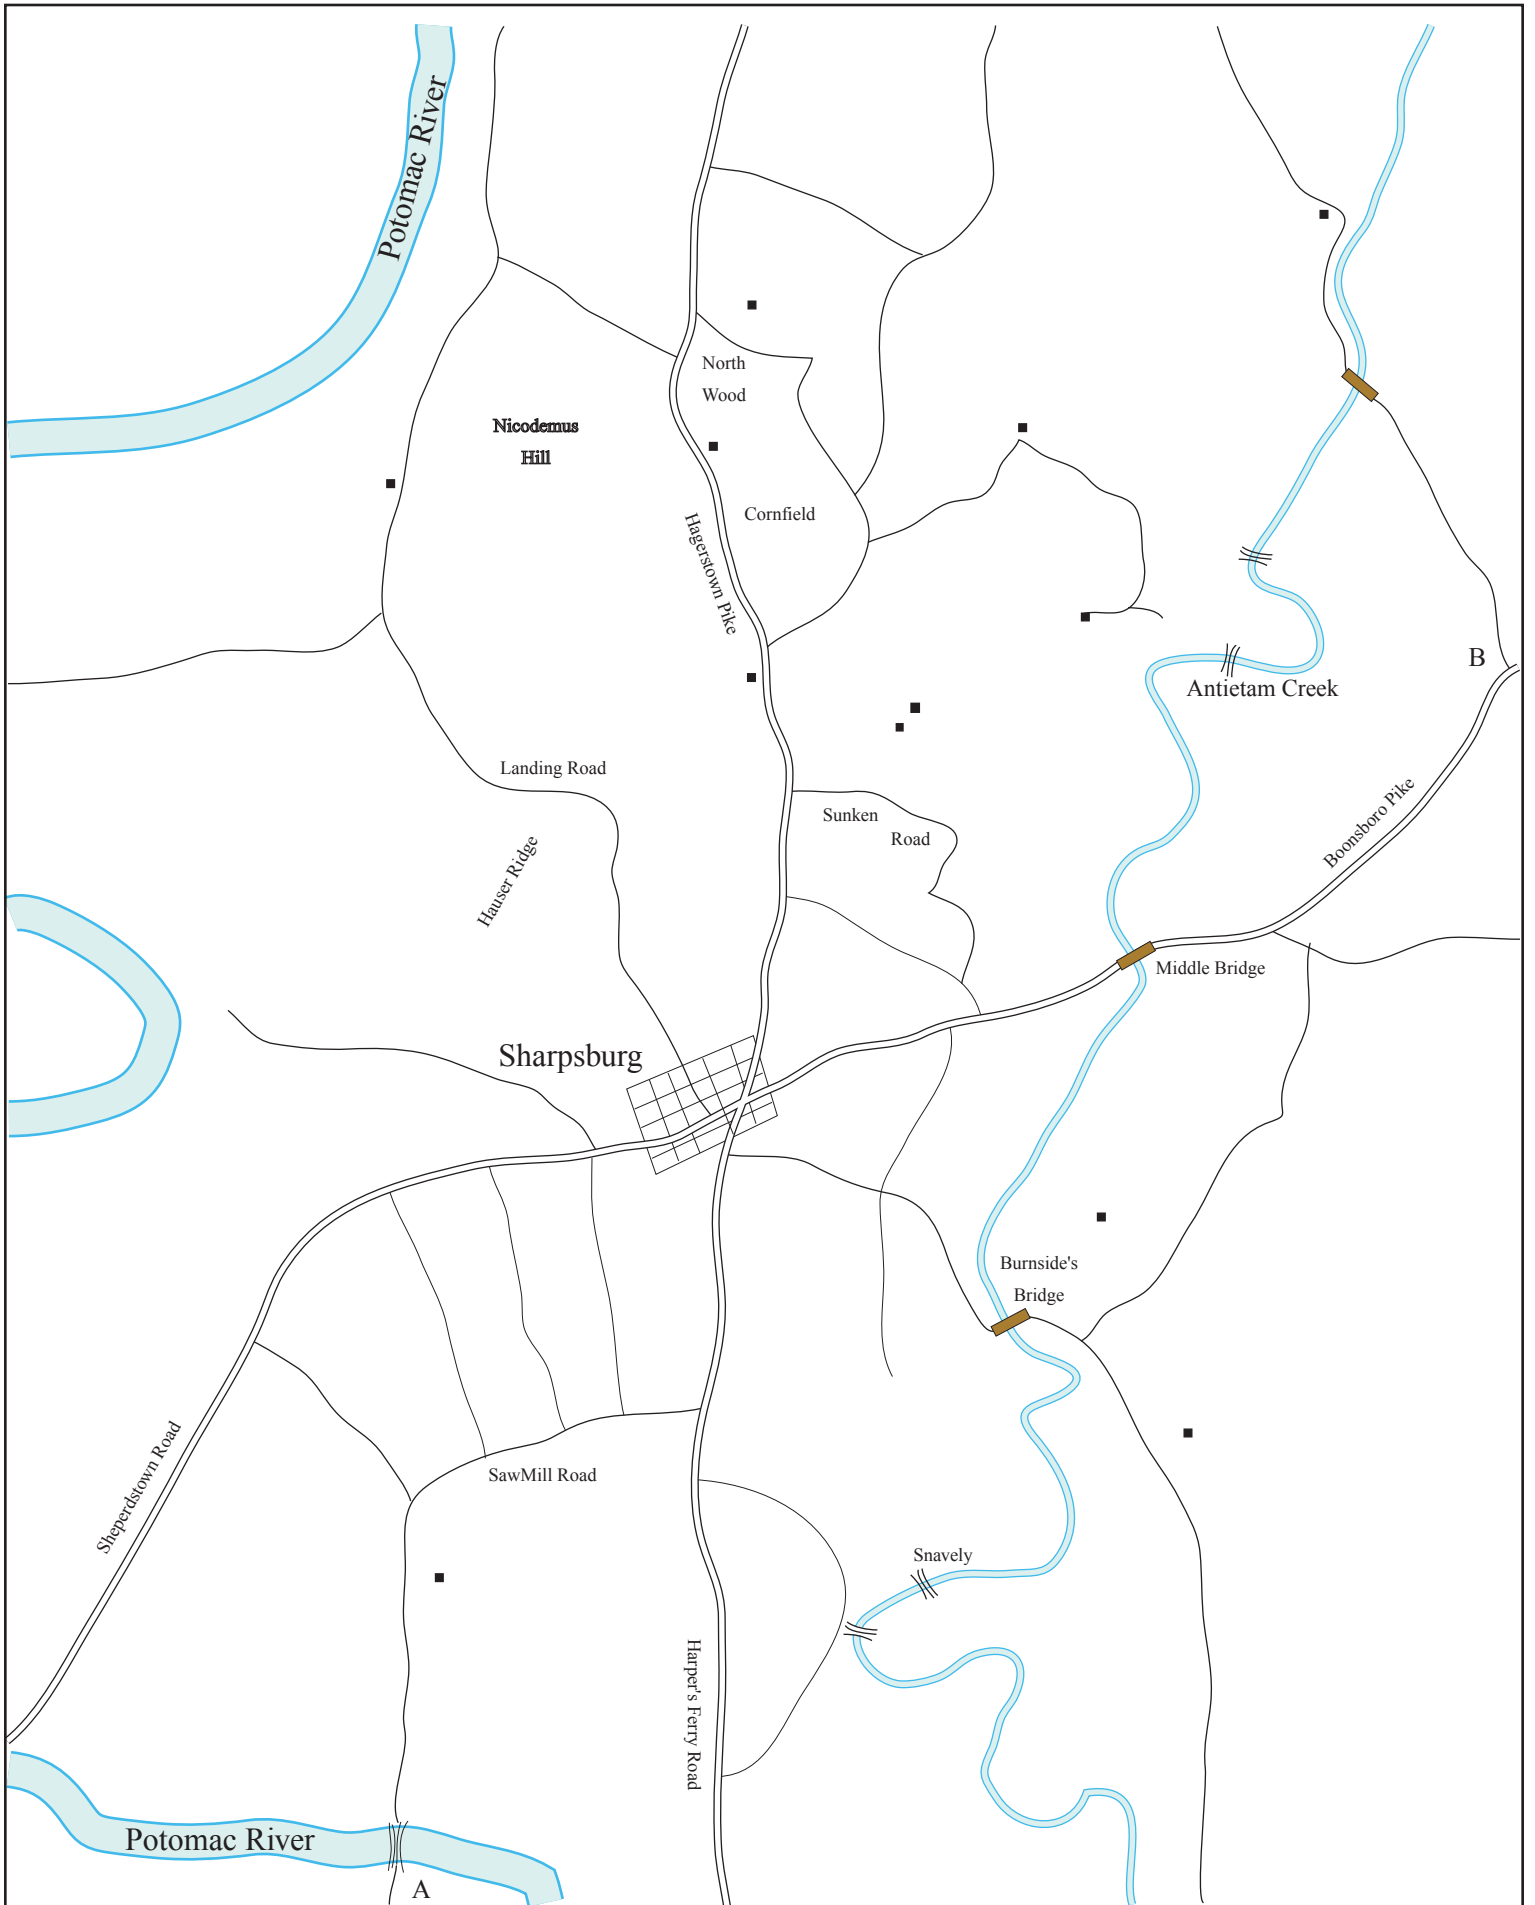 Potomac River
North
Wood
Nicodemus
Hill
Cornfield
Hagerstown Pike
B
Antietam Creek
Landing Road
Sunken
Road
Boonsboro Pike
Hauser Ridge
Middle Bridge
Sharpsburg
Burnside's
Bridge
Sheperdstown Road
SawMill Road
Snavely
Harper's Ferry Road
Potomac River
A